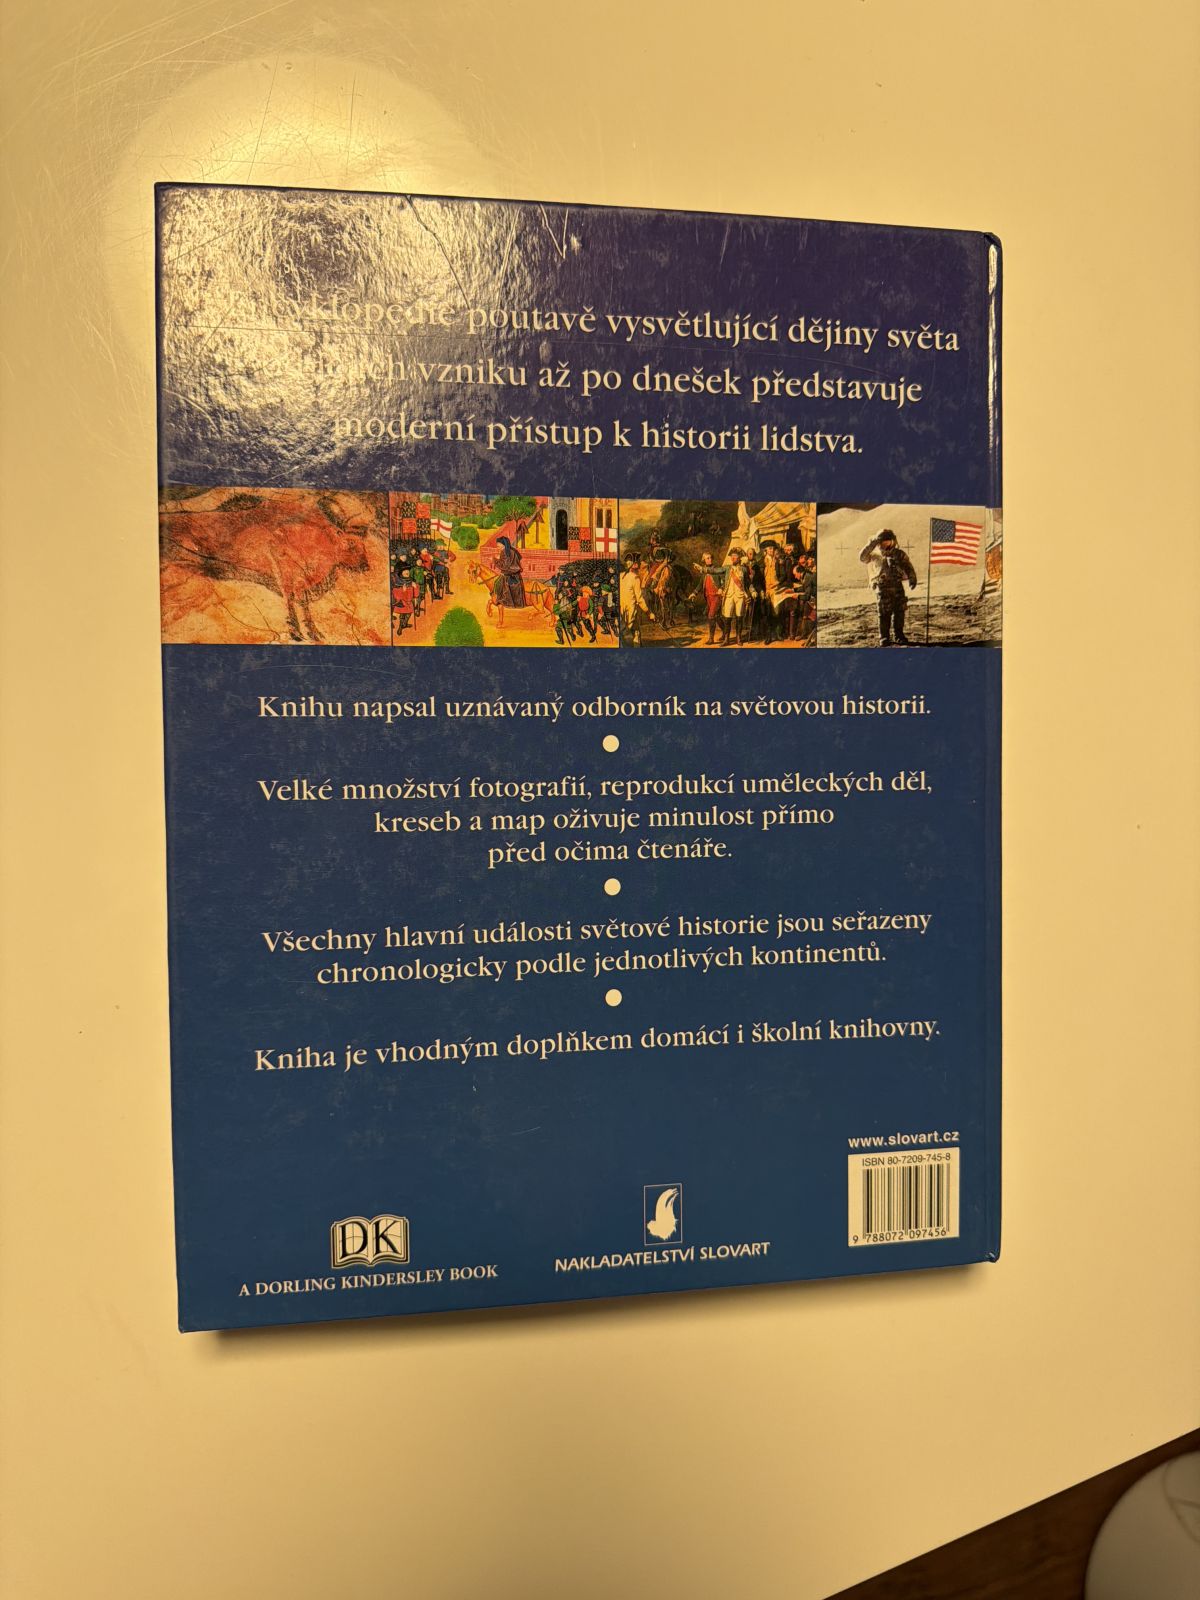 Encyklopedie poutavě vysvětlující dějiny světa
jich vzniku až po dnešek představuje
moderní přístup k historii lidstva.
Knihu napsal uznávaný odborník na světovou historii.
Velké množství fotografií, reprodukcí uměleckých děl,
kreseb a map oživuje minulost přímo
před očima čtenáře.
Všechny hlavní události světové historie jsou seřazeny
chronologicky podle jednotlivých kontinentů.
Kniha je vhodným doplňkem domácí i školní knihovny.
www.slovart.cz
ISBN 80-7209-745-8
9 788072 097456
DK
A DORLING KINDERSLEY BOOK
NAKLADATELSTVÍ SLOVART